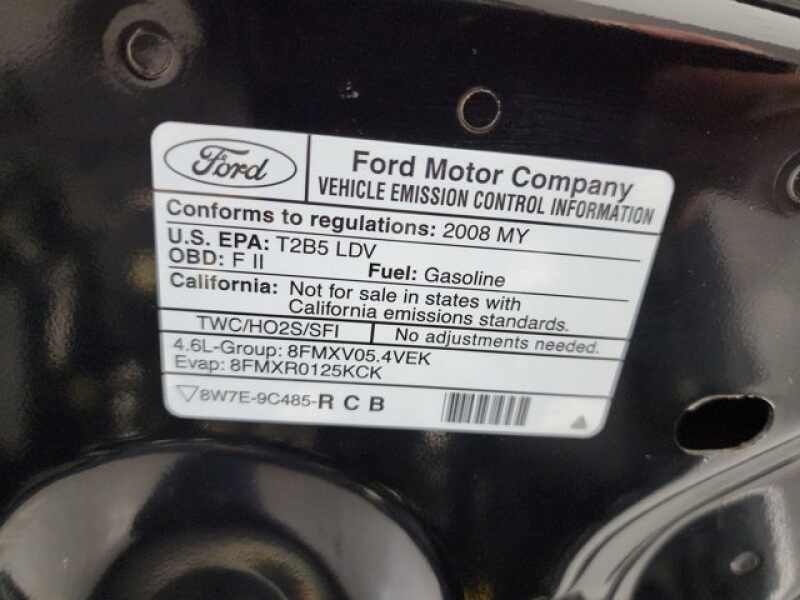 Ford
Ford Motor Company
VEHICLE EMISSION CONTROL INFORMATION
Conforms to regulations: 2008 MY
U.S. EPA: T2B5 LDV
OBD: F II Fuel: Gasoline
California: Not for sale in states with
California emissions standards.
TWC/HO2S/SFI No adjustments needed.
4.6L-Group: 8FMXV05.4VEK
Evap: 8FMXR0125KCK
8W7E-9C485-R C B